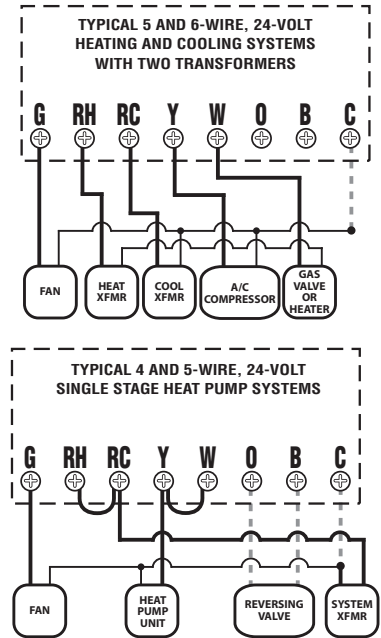 TYPICAL 5 AND 6-WIRE, 24-VOLT
HEATING AND COOLING SYSTEMS
WITH TWO TRANSFORMERS
G RH RC Y W O B C
FAN
HEAT
XFMR
COOL
XFMR
A/C
COMPRESSOR
GAS
VALVE
OR
HEATER
TYPICAL 4 AND 5-WIRE, 24-VOLT
SINGLE STAGE HEAT PUMP SYSTEMS
G RH RC Y W O B C
FAN
HEAT
PUMP
UNIT
REVERSING
VALVE
SYSTEM
XFMR